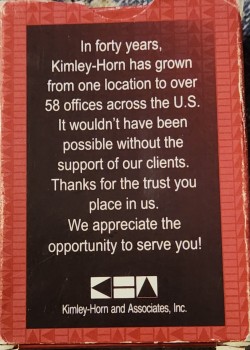 In forty years,
Kimley-Horn has grown
from one location to over
58 offices across the U.S.
It wouldn't have been
possible without the
support of our clients.
Thanks for the trust you
place in us.
We appreciate the
opportunity to serve you!
KHA
Kimley-Horn and Associates, Inc.